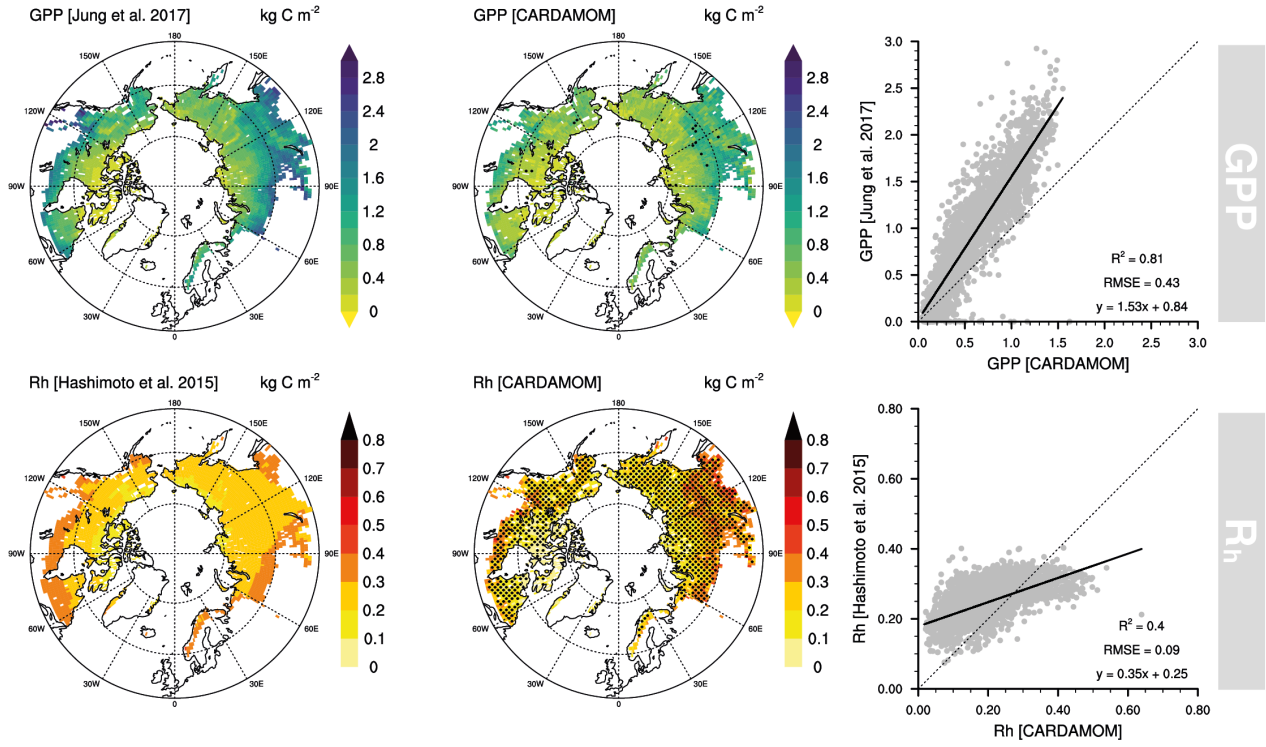 GPP [Jung et al. 2017] kg C m-2
180
150W 150E
120W 120E
90W 90E
60W 60E
30W 30E
0
2.8
2.4
2
1.6
1.2
0.8
0.4
0
GPP [CARDAMOM] kg C m-2
180
150W 150E
120W 120E
90W 90E
60W 60E
30W 30E
0
2.8
2.4
2
1.6
1.2
0.8
0.4
0
GPP [Jung et al. 2017]
3.0
2.5
2.0
1.5
1.0
0.5
0.0
R2 = 0.81
RMSE = 0.43
y = 1.53x + 0.84
0.0 0.5 1.0 1.5 2.0 2.5 3.0
GPP [CARDAMOM]
GPP
Rh [Hashimoto et al. 2015] kg C m-2
180
150W 150E
120W 120E
90W 90E
60W 60E
30W 30E
0
0.8
0.7
0.6
0.5
0.4
0.3
0.2
0.1
0
Rh [CARDAMOM] kg C m-2
180
150W 150E
120W 120E
90W 90E
60W 60E
30W 30E
0
0.8
0.7
0.6
0.5
0.4
0.3
0.2
0.1
0
Rh [Hashimoto et al. 2015]
0.80
0.60
0.40
0.20
0.00
R2 = 0.4
RMSE = 0.09
y = 0.35x + 0.25
0.00 0.20 0.40 0.60 0.80
Rh [CARDAMOM]
Rh